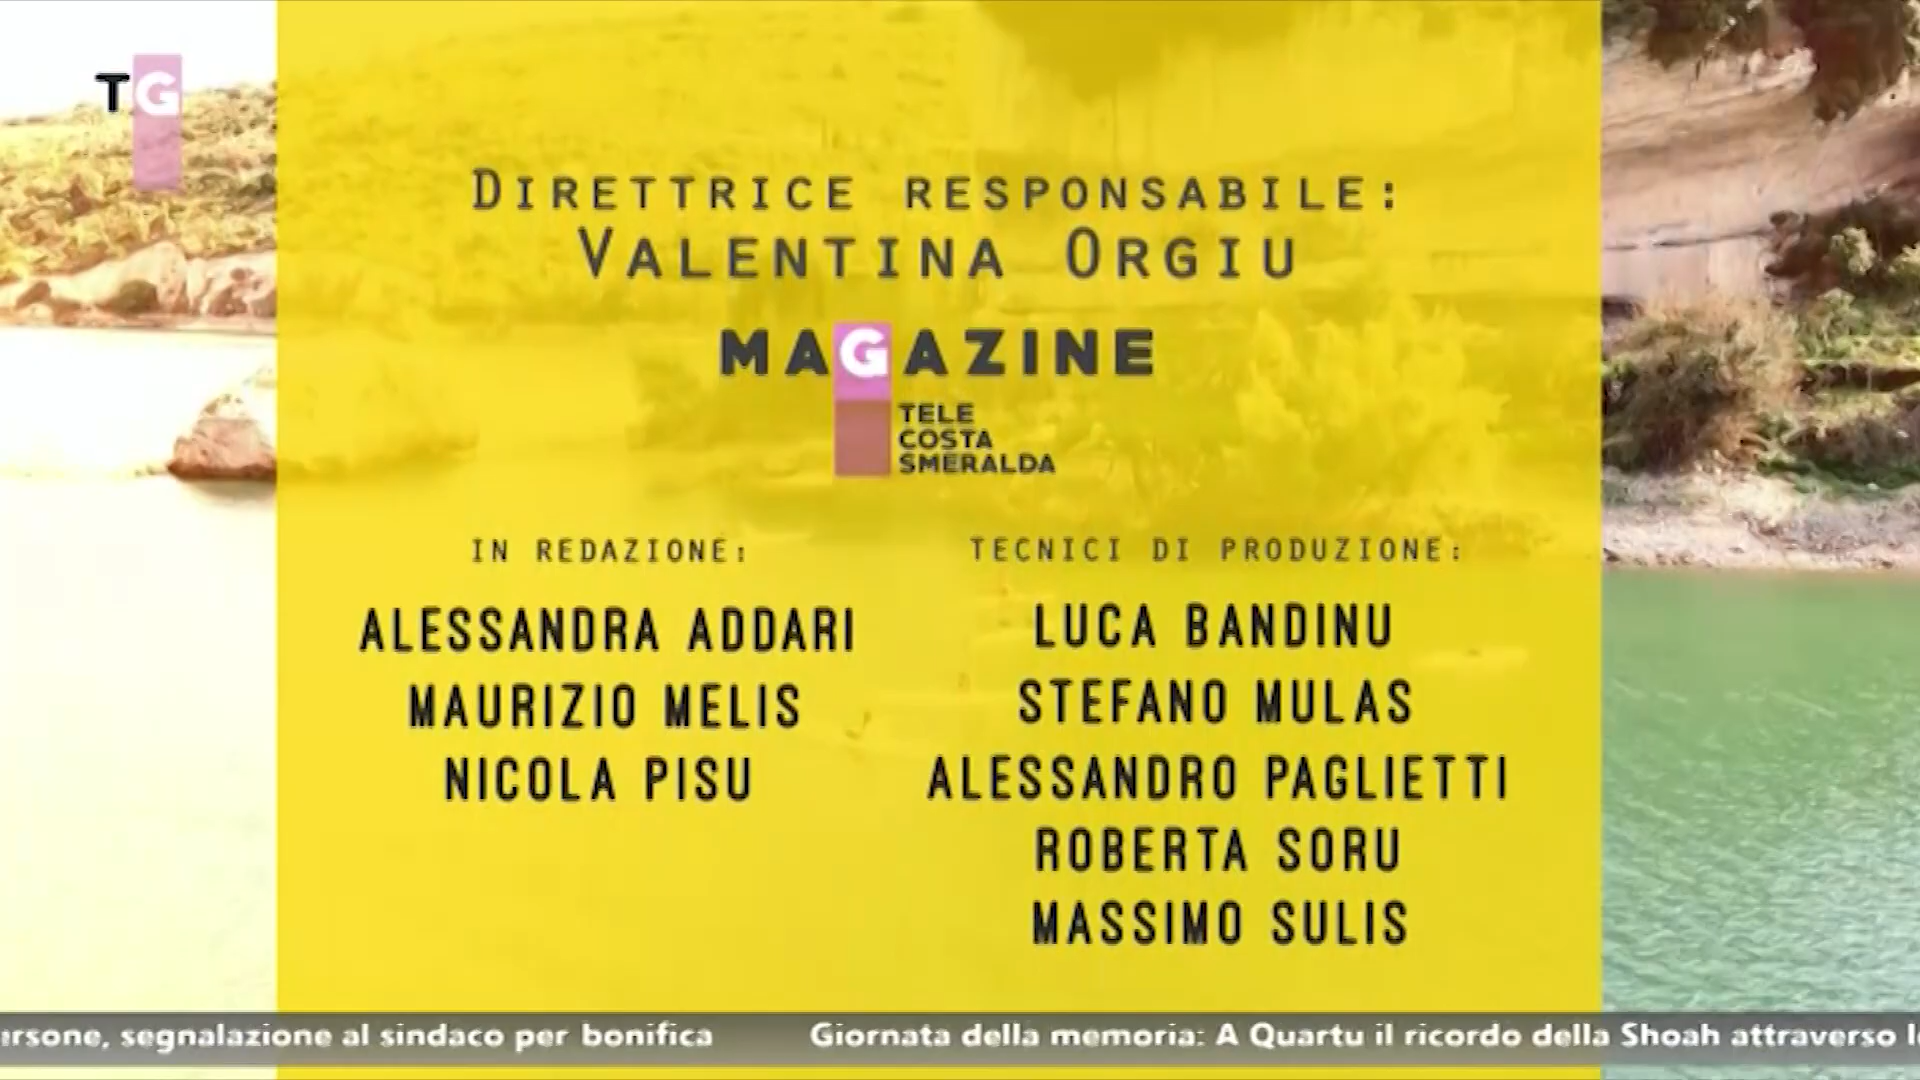 TG
DIRETTRICE RESPONSABILE:
VALENTINA ORGIU
MAGAZINE
TELE
COSTA
SMERALDA
IN REDAZIONE:
ALESSANDRA ADDARI
MAURIZIO MELIS
NICOLA PISU
TECNICI DI PRODUZIONE:
LUCA BANDINU
STEFANO MULAS
ALESSANDRO PAGLIETTI
ROBERTA SORU
MASSIMO SULIS
segnalazione al sindaco per bonifica Giornata della memoria: A Quartu il ricordo della Shoah attraverso